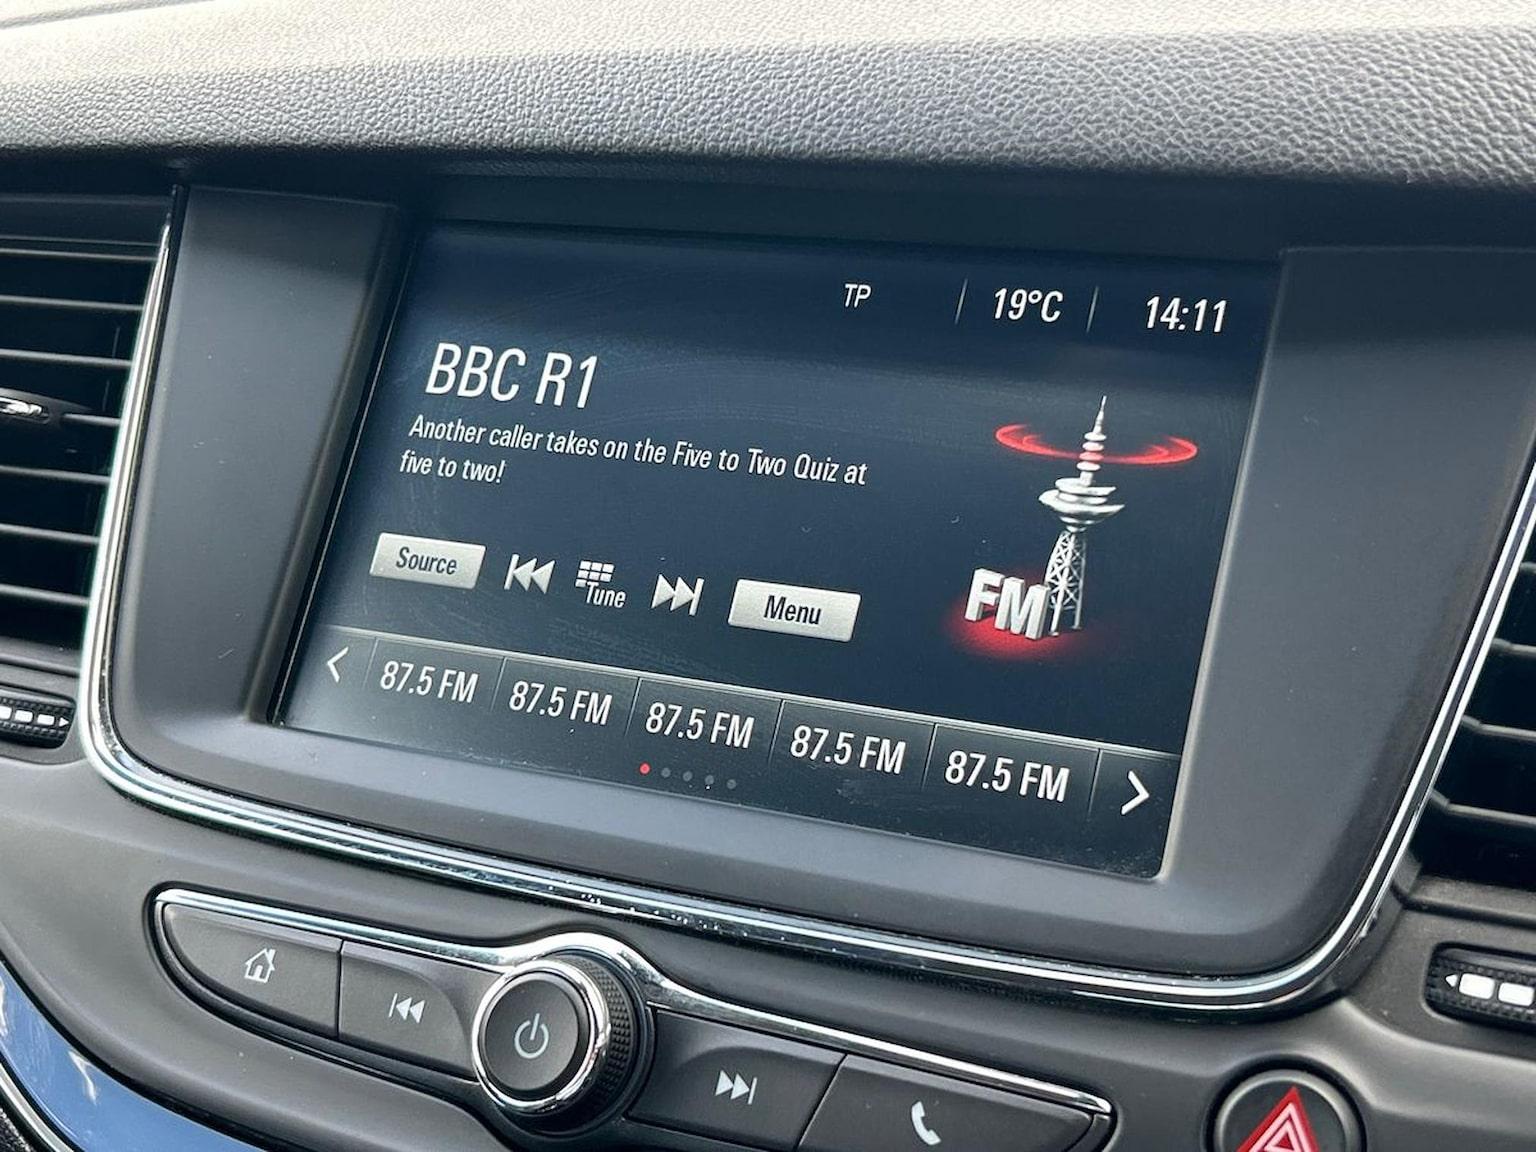 TP 19°C 14:11
BBC R1
Another caller takes on the Five to Two Quiz at
five to two!
Source Tune Menu
FM
87.5 FM 87.5 FM 87.5 FM 87.5 FM 87.5 FM